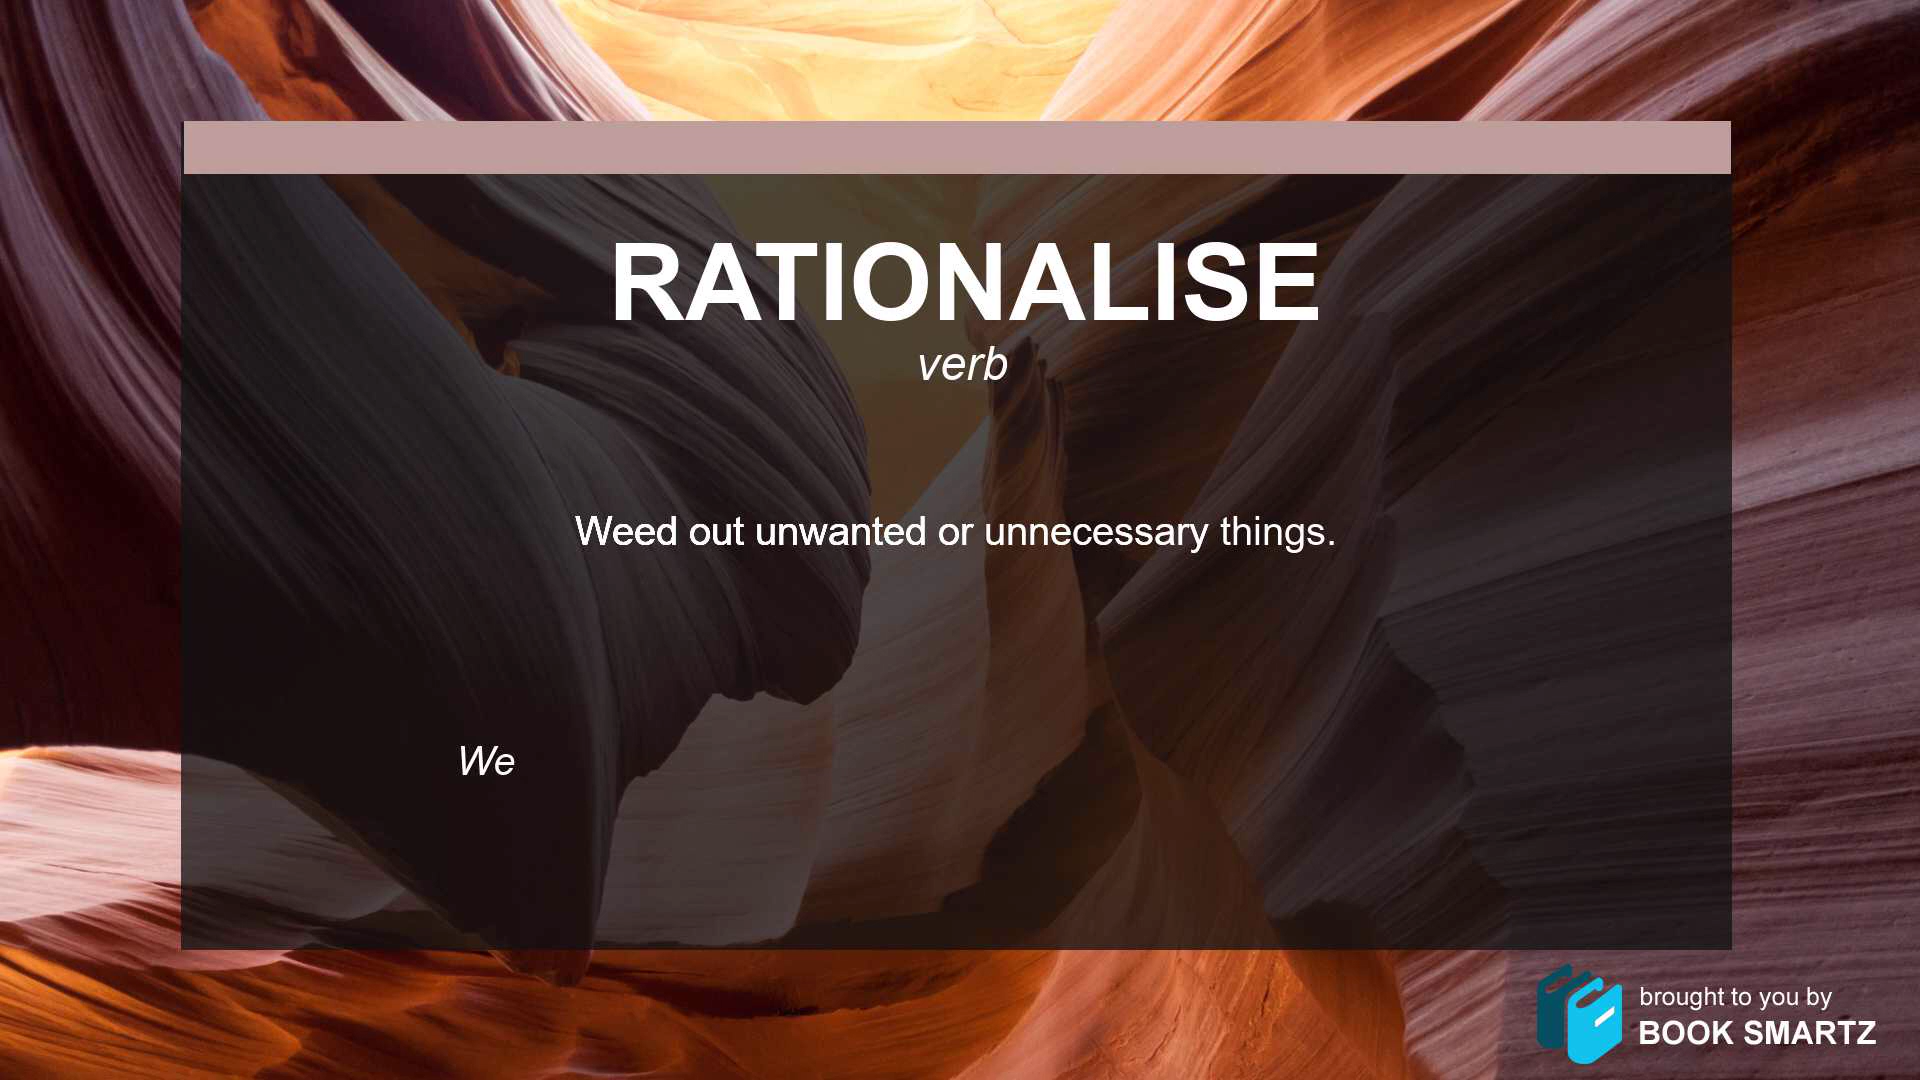 RATIONALISE
verb
Weed out unwanted or unnecessary things.
We
brought to you by
BOOK SMARTZ